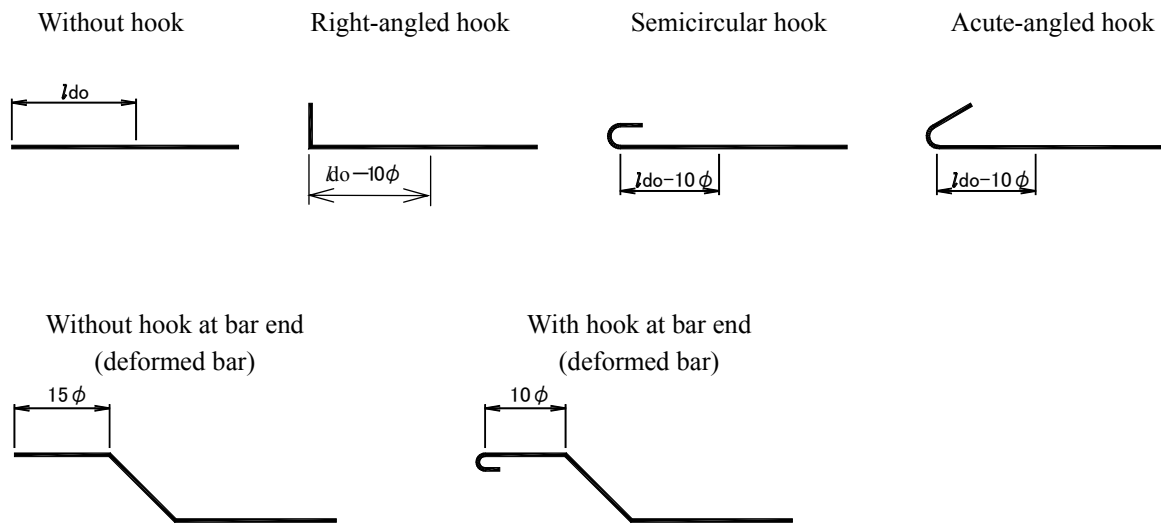 Without hook
Right-angled hook
Semicircular hook
Acute-angled hook
ldo
ldo−10ϕ
ldo-10ϕ
ldo-10ϕ
Without hook at bar end
(deformed bar)
With hook at bar end
(deformed bar)
15ϕ
10ϕ